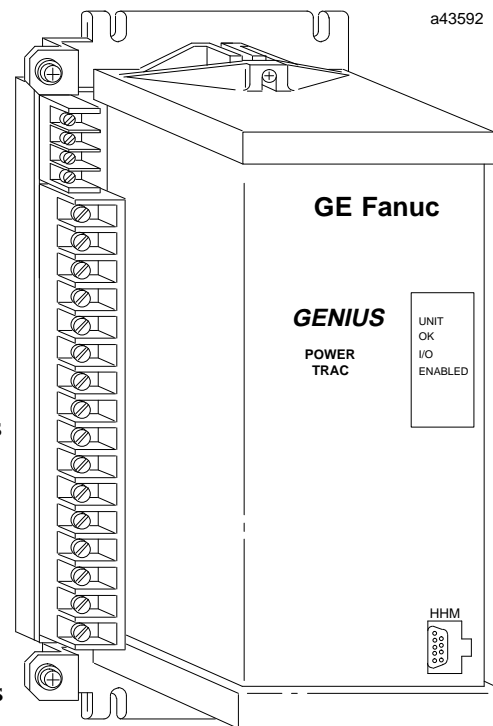 a43592
GE Fanuc
GENIUS
POWER
TRAC
UNIT
OK
I/O
ENABLED
HHM
s
s